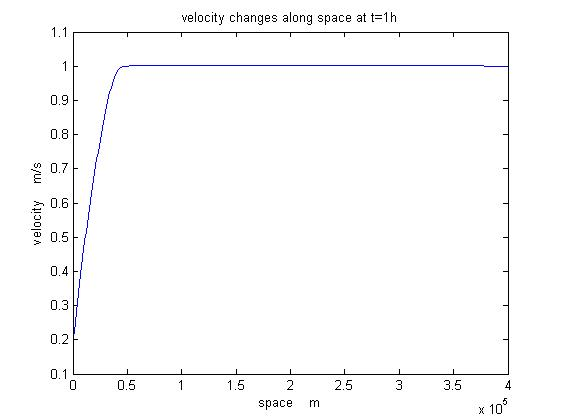 velocity changes along space at t=1h
1.1
1
0.9
0.8
0.7
0.6
0.5
0.4
0.3
0.2
0.1
velocity m/s
0 0.5 1 1.5 2 2.5 3 3.5 4
space m
x 10^5